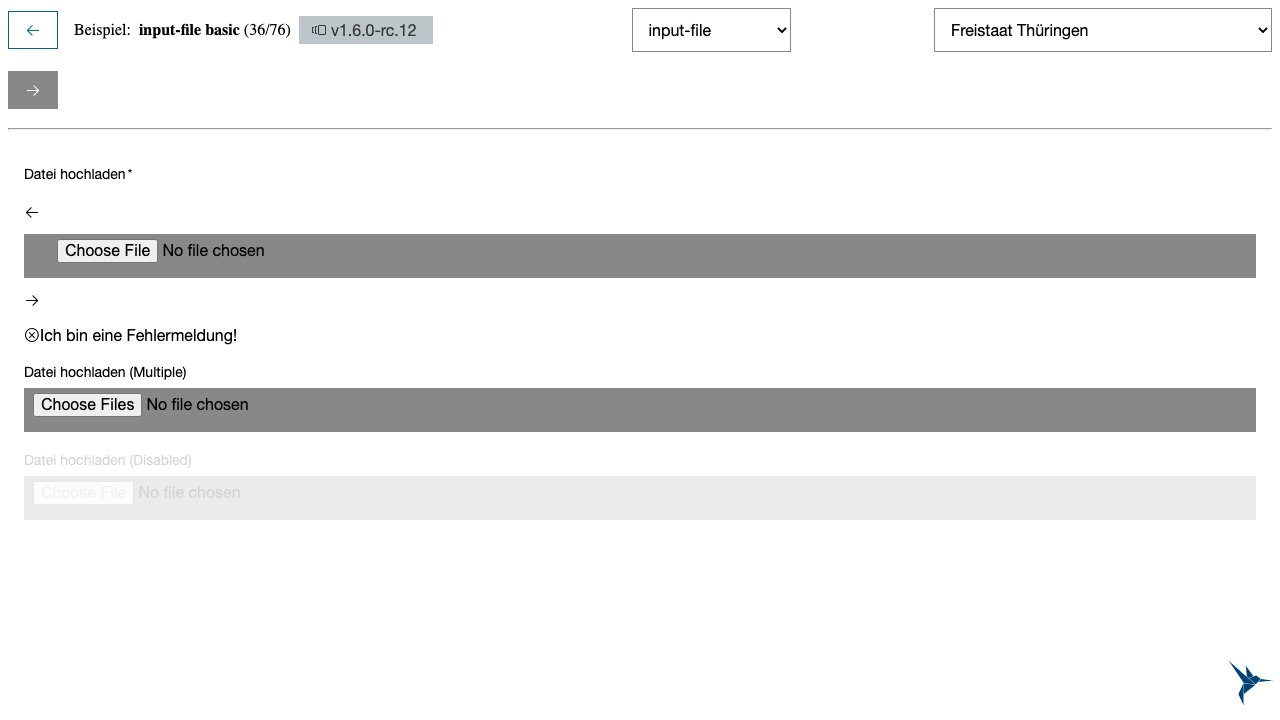 Beispiel: input-file basic (36/76) v1.6.0-rc.12 input-file Freistaat Thüringen
Datei hochladen*
Choose File No file chosen
Ich bin eine Fehlermeldung!
Datei hochladen (Multiple)
Choose Files No file chosen
Datei hochladen (Disabled)
Choose File No file chosen